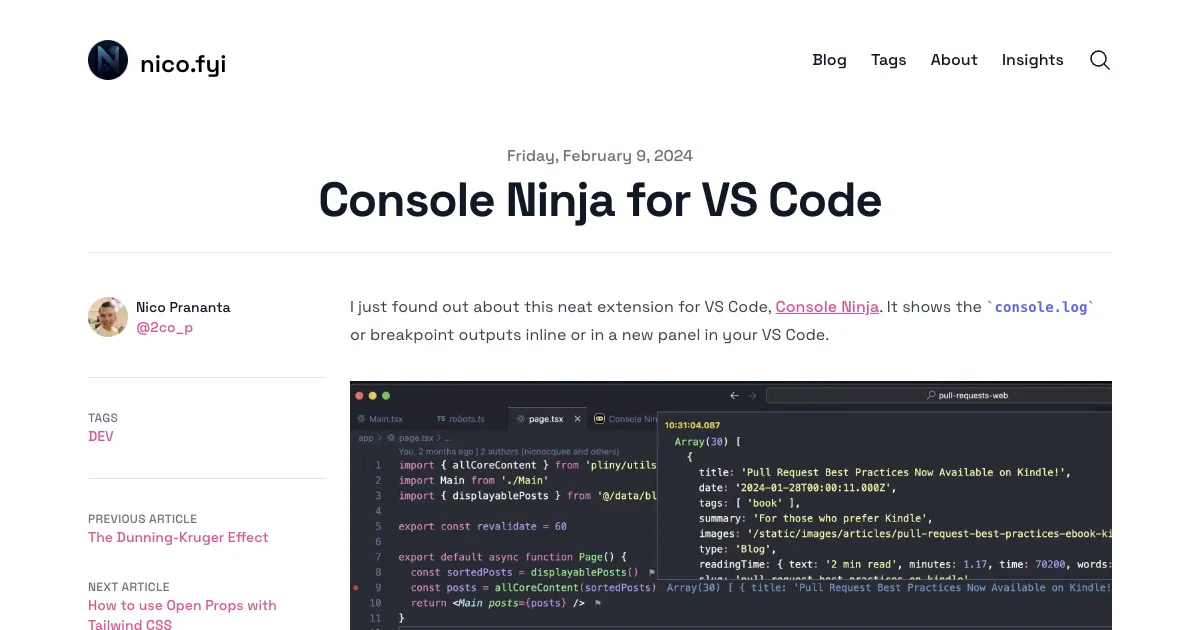 nico.fyi
Blog
Tags
About
Insights
Friday, February 9, 2024
Console Ninja for VS Code
Nico Prananta
@2co_p
TAGS
DEV
PREVIOUS ARTICLE
The Dunning-Kruger Effect
NEXT ARTICLE
How to use Open Props with
Tailwind CSS
I just found out about this neat extension for VS Code, Console Ninja. It shows the `console.log`
or breakpoint outputs inline or in a new panel in your VS Code.
pull-requests-web
Main.tsx
TS robots.ts
page.tsx
Console Nin
app > page.tsx > ...
You, 2 months ago | 2 authors (nicnocquee and others)
1 import { allCoreContent } from 'pliny/utils
2 import Main from './Main'
3 import { displayablePosts } from '@/data/bl
4
5 export const revalidate = 60
6
7 export default async function Page() {
8 const sortedPosts = displayablePosts()
9 const posts = allCoreContent(sortedPosts) Array(30) [ { title: 'Pull Request Best Practices Now Available on Kindle!
10 return <Main posts={posts} />
11 }
10:31:04.087
Array(30) [
{
title: 'Pull Request Best Practices Now Available on Kindle!',
date: '2024-01-28T00:00:11.000Z',
tags: [ 'book' ],
summary: 'For those who prefer Kindle',
images: '/static/images/articles/pull-request-best-practices-ebook-ki
type: 'Blog',
readingTime: { text: '2 min read', minutes: 1.17, time: 70200, words:
slug: 'pull-request-best-practices-on-kindle'